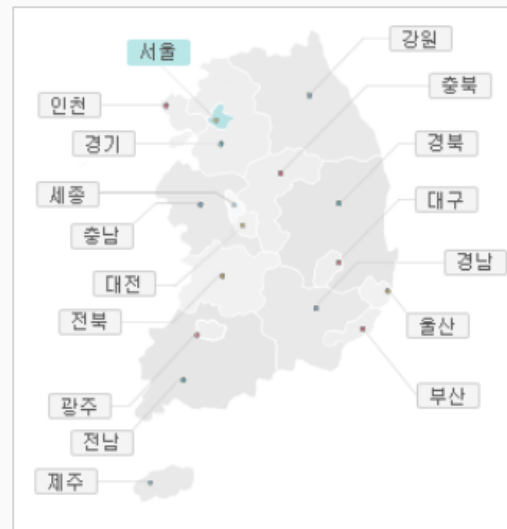 강원
서울
충북
인천
경기
경북
세종
대구
충남
경남
대전
전북
울산
부산
광주
전남
제주